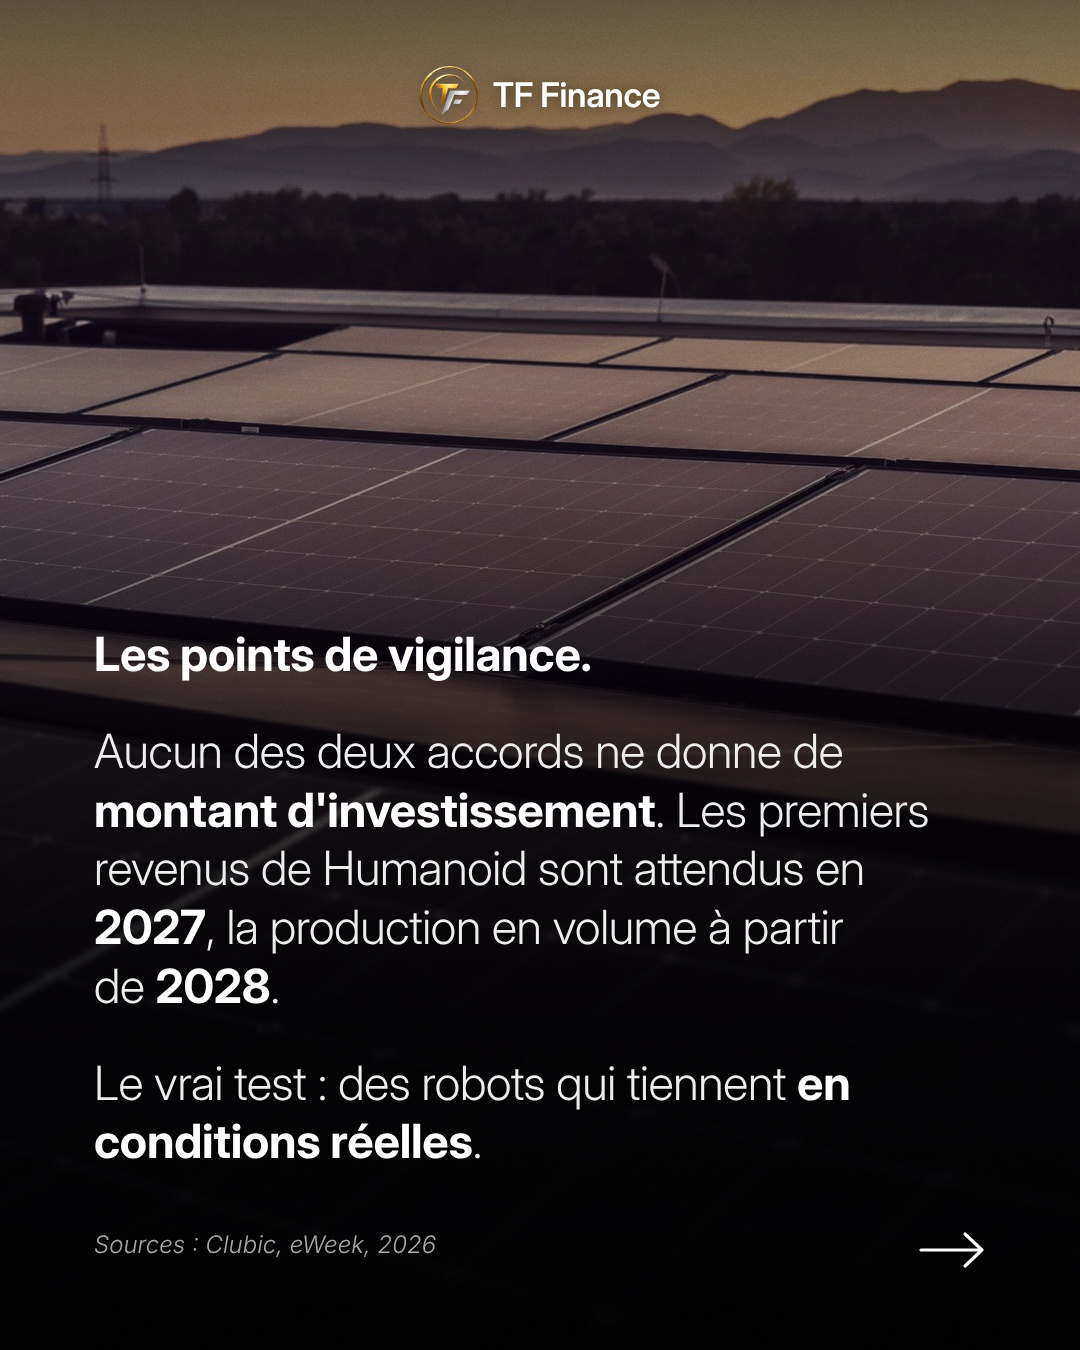 TF Finance
Les points de vigilance.
Aucun des deux accords ne donne de
montant d'investissement. Les premiers
revenus de Humanoid sont attendus en
2027, la production en volume à partir
de 2028.
Le vrai test : des robots qui tiennent en
conditions réelles.
Sources : Clubic, eWeek, 2026